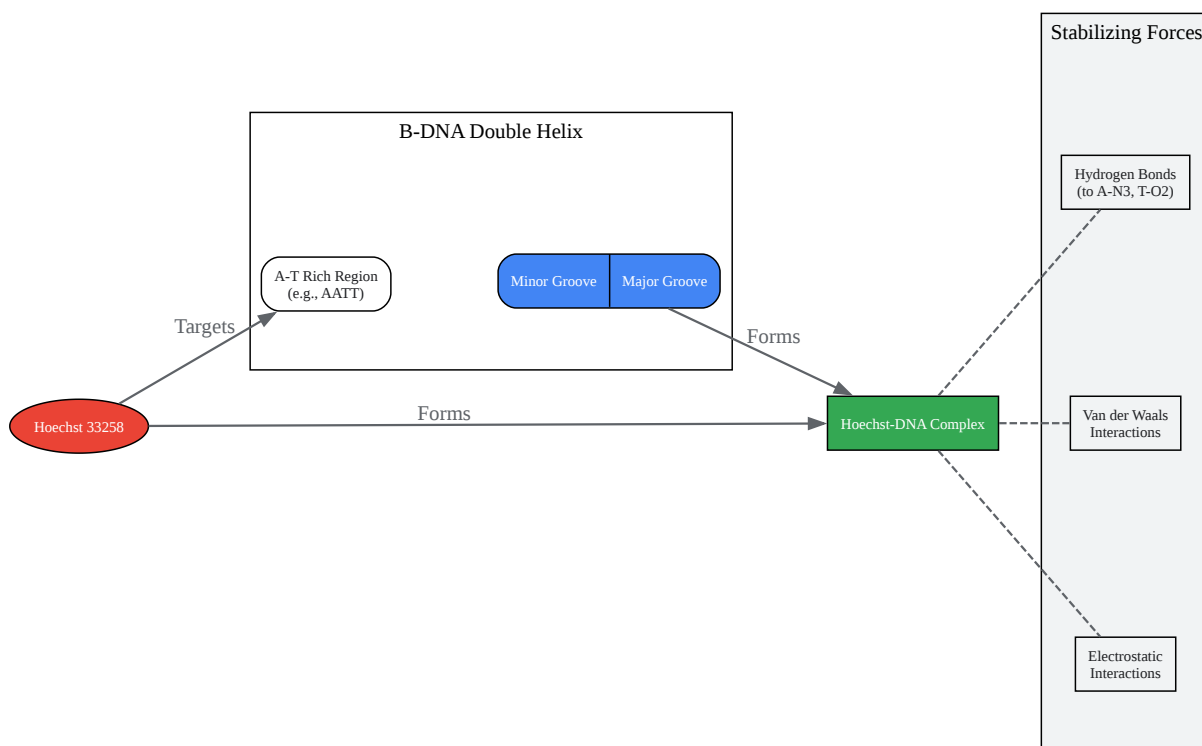 Stabilizing Forces
B-DNA Double Helix
Hydrogen Bonds
(to A-N3, T-O2)
A-T Rich Region
(e.g., AATT)
Minor Groove
Major Groove
Targets
Forms
Forms
Hoechst 33258
Hoechst-DNA Complex
Van der Waals
Interactions
Electrostatic
Interactions